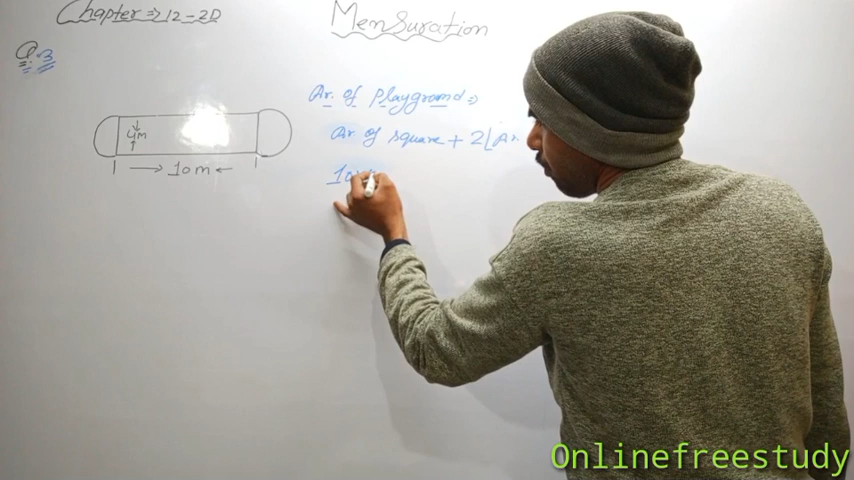 Chapter => 12 - 2D
Mensuration
Q.3
Ar. of Playground =>
Ar of square + 2[Ar.
4m
10m
Onlinefreestudy